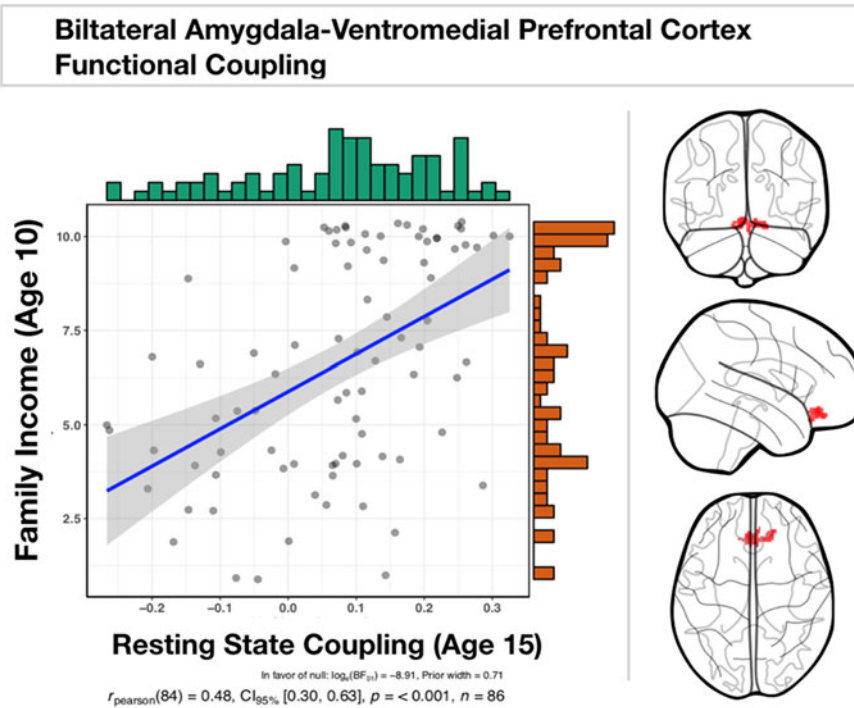 Biltateral Amygdala-Ventromedial Prefrontal Cortex
Functional Coupling
Family Income (Age 10)
10.0
7.5
5.0
2.5
−0.2 −0.1 0.0 0.1 0.2 0.3
Resting State Coupling (Age 15)
In favor of null: logₑ(BF₀₁) = −8.91, Prior width = 0.71
r_pearson(84) = 0.48, CI₉₅% [0.30, 0.63], p = < 0.001, n = 86